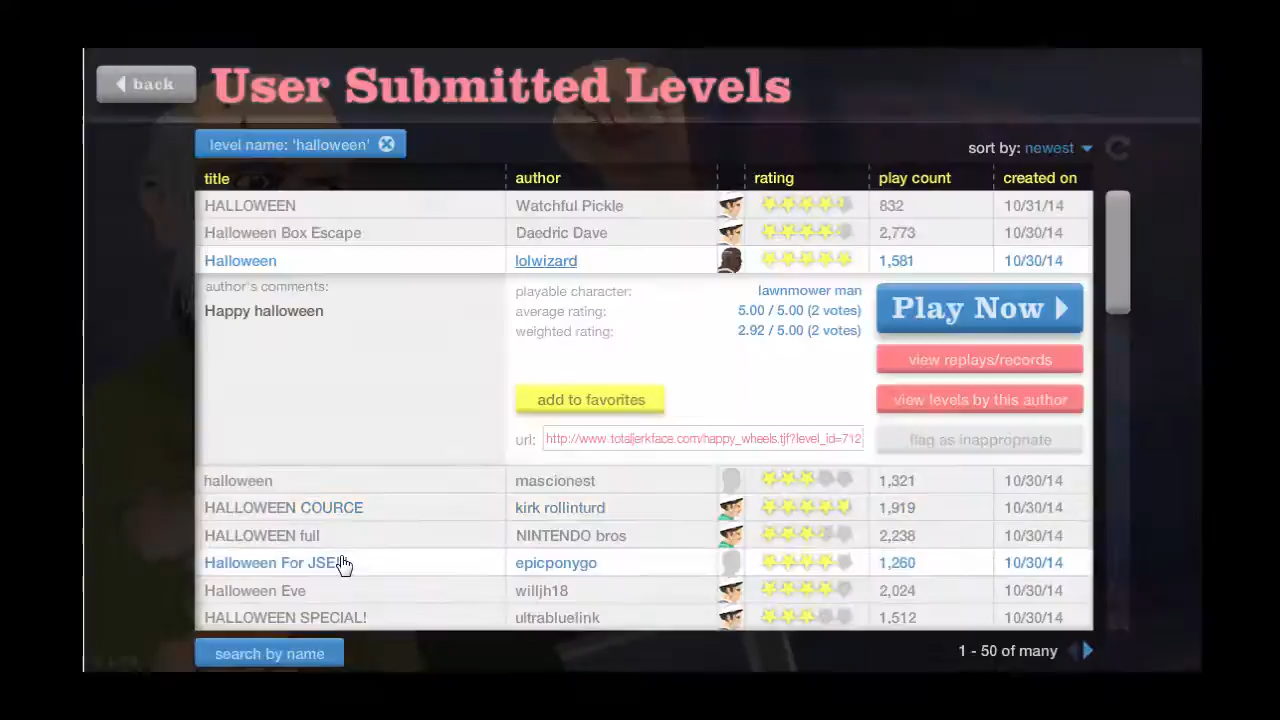 back
User Submitted Levels
level name: 'halloween'
sort by: newest
title author rating play count created on
HALLOWEEN Watchful Pickle 832 10/31/14
Halloween Box Escape Daedric Dave 2,773 10/30/14
Halloween lolwizard 1,581 10/30/14
author's comments:
Happy halloween
playable character: lawnmower man
average rating: 5.00 / 5.00 (2 votes)
weighted rating: 2.92 / 5.00 (2 votes)
add to favorites
url: http://www.totaljerkface.com/happy_wheels.tjf?level_id=712
Play Now
view replays/records
view levels by this author
flag as inappropriate
halloween mascionest 1,321 10/30/14
HALLOWEEN COURCE kirk rollinturd 1,919 10/30/14
HALLOWEEN full NINTENDO bros 2,238 10/30/14
Halloween For epicponygo 1,260 10/30/14
Halloween Eve willjh18 2,024 10/30/14
HALLOWEEN SPECIAL! ultrabluelink 1,512 10/30/14
search by name
1 - 50 of many